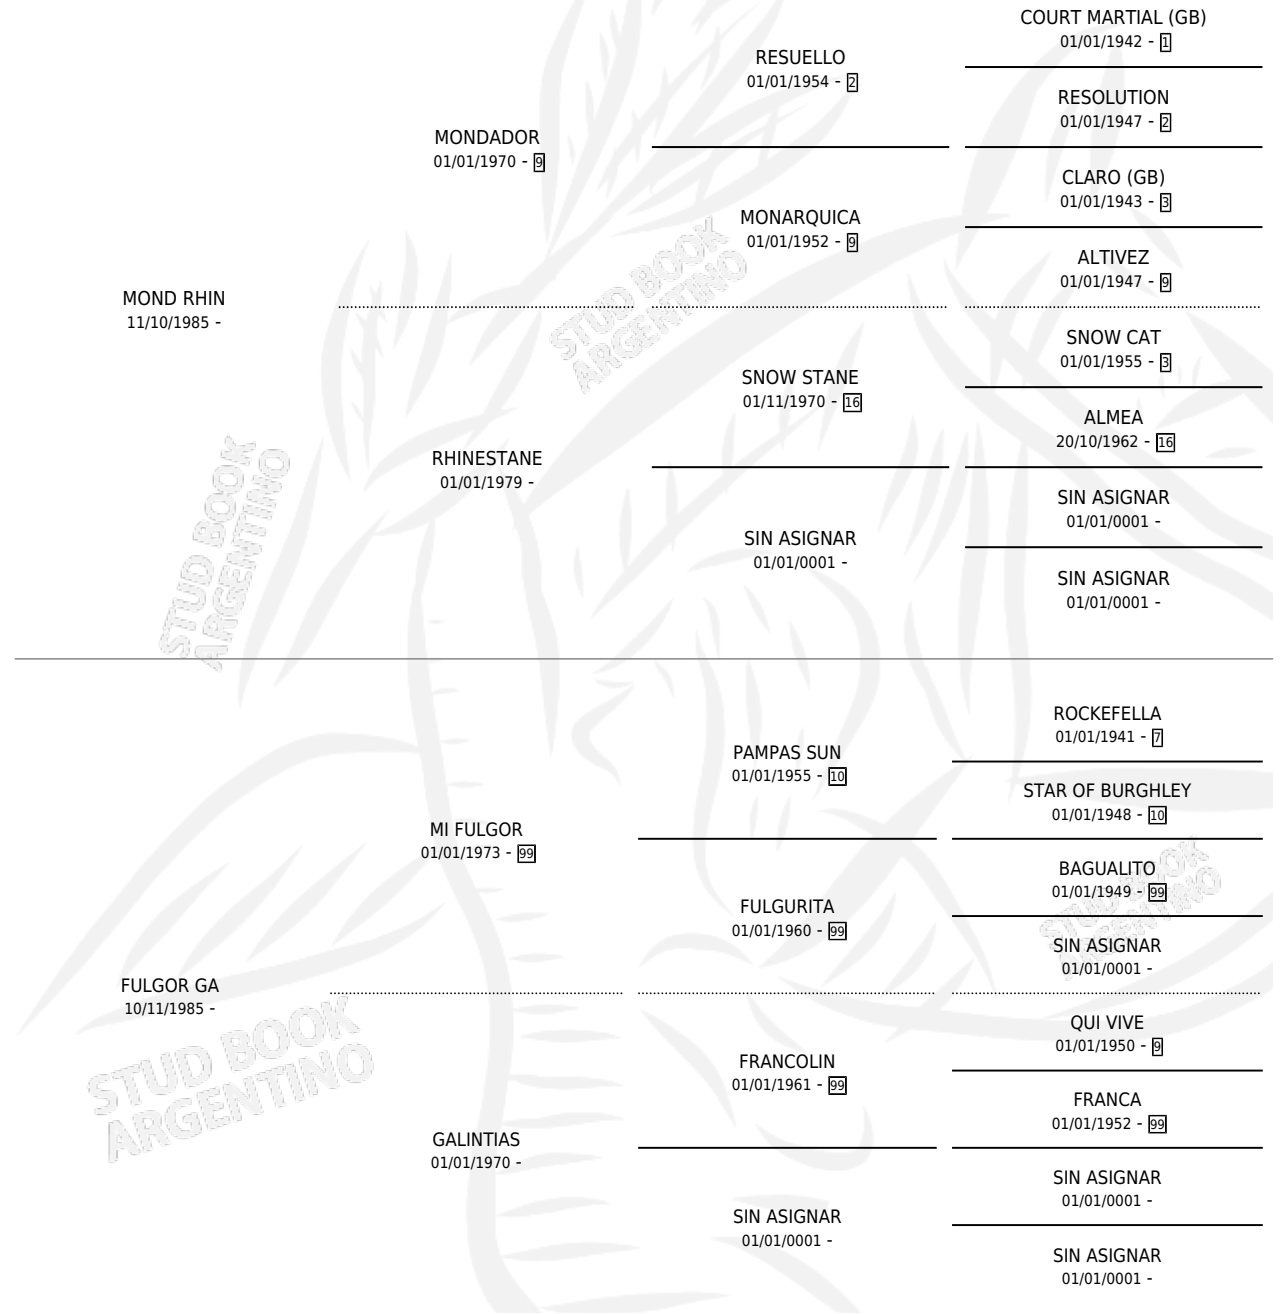 COURT MARTIAL (GB)
01/01/1942 - 1
RESUELLO
01/01/1954 - 2
RESOLUTION
01/01/1947 - 2
MONDADOR
01/01/1970 - 9
CLARO (GB)
01/01/1943 - 3
MONARQUICA
01/01/1952 - 9
ALTIVEZ
01/01/1947 - 9
MOND RHIN
11/10/1985 -
SNOW CAT
01/01/1955 - 3
SNOW STANE
01/11/1970 - 16
ALMEA
20/10/1962 - 16
RHINESTANE
01/01/1979 -
SIN ASIGNAR
01/01/0001 -
SIN ASIGNAR
01/01/0001 -
SIN ASIGNAR
01/01/0001 -
STUD BOOK
ARGENTINO
STUD BOOK
ARGENTINO
ROCKEFELLA
01/01/1941 - 7
PAMPAS SUN
01/01/1955 - 10
STAR OF BURGHLEY
01/01/1948 - 10
MI FULGOR
01/01/1973 - 99
BAGUALITO
01/01/1949 - 99
FULGURITA
01/01/1960 - 99
SIN ASIGNAR
01/01/0001 -
FULGOR GA
10/11/1985 -
QUI VIVE
01/01/1950 - 9
FRANCOLIN
01/01/1961 - 99
FRANCA
01/01/1952 - 99
GALINTIAS
01/01/1970 -
SIN ASIGNAR
01/01/0001 -
SIN ASIGNAR
01/01/0001 -
SIN ASIGNAR
01/01/0001 -
STUD BOOK
ARGENTINO
STUD BOOK
ARGENTINO